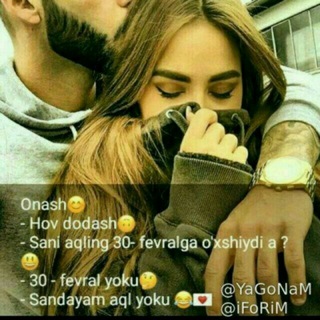 Onash😊
- Hov dodash🙃
- Sani aqling 30- fevralga o'xshiydi a ?
😃
- 30 - fevral yoku🤔
- Sandayam aql yoku 😂💌
@YaGoNaM
@iFoRiM